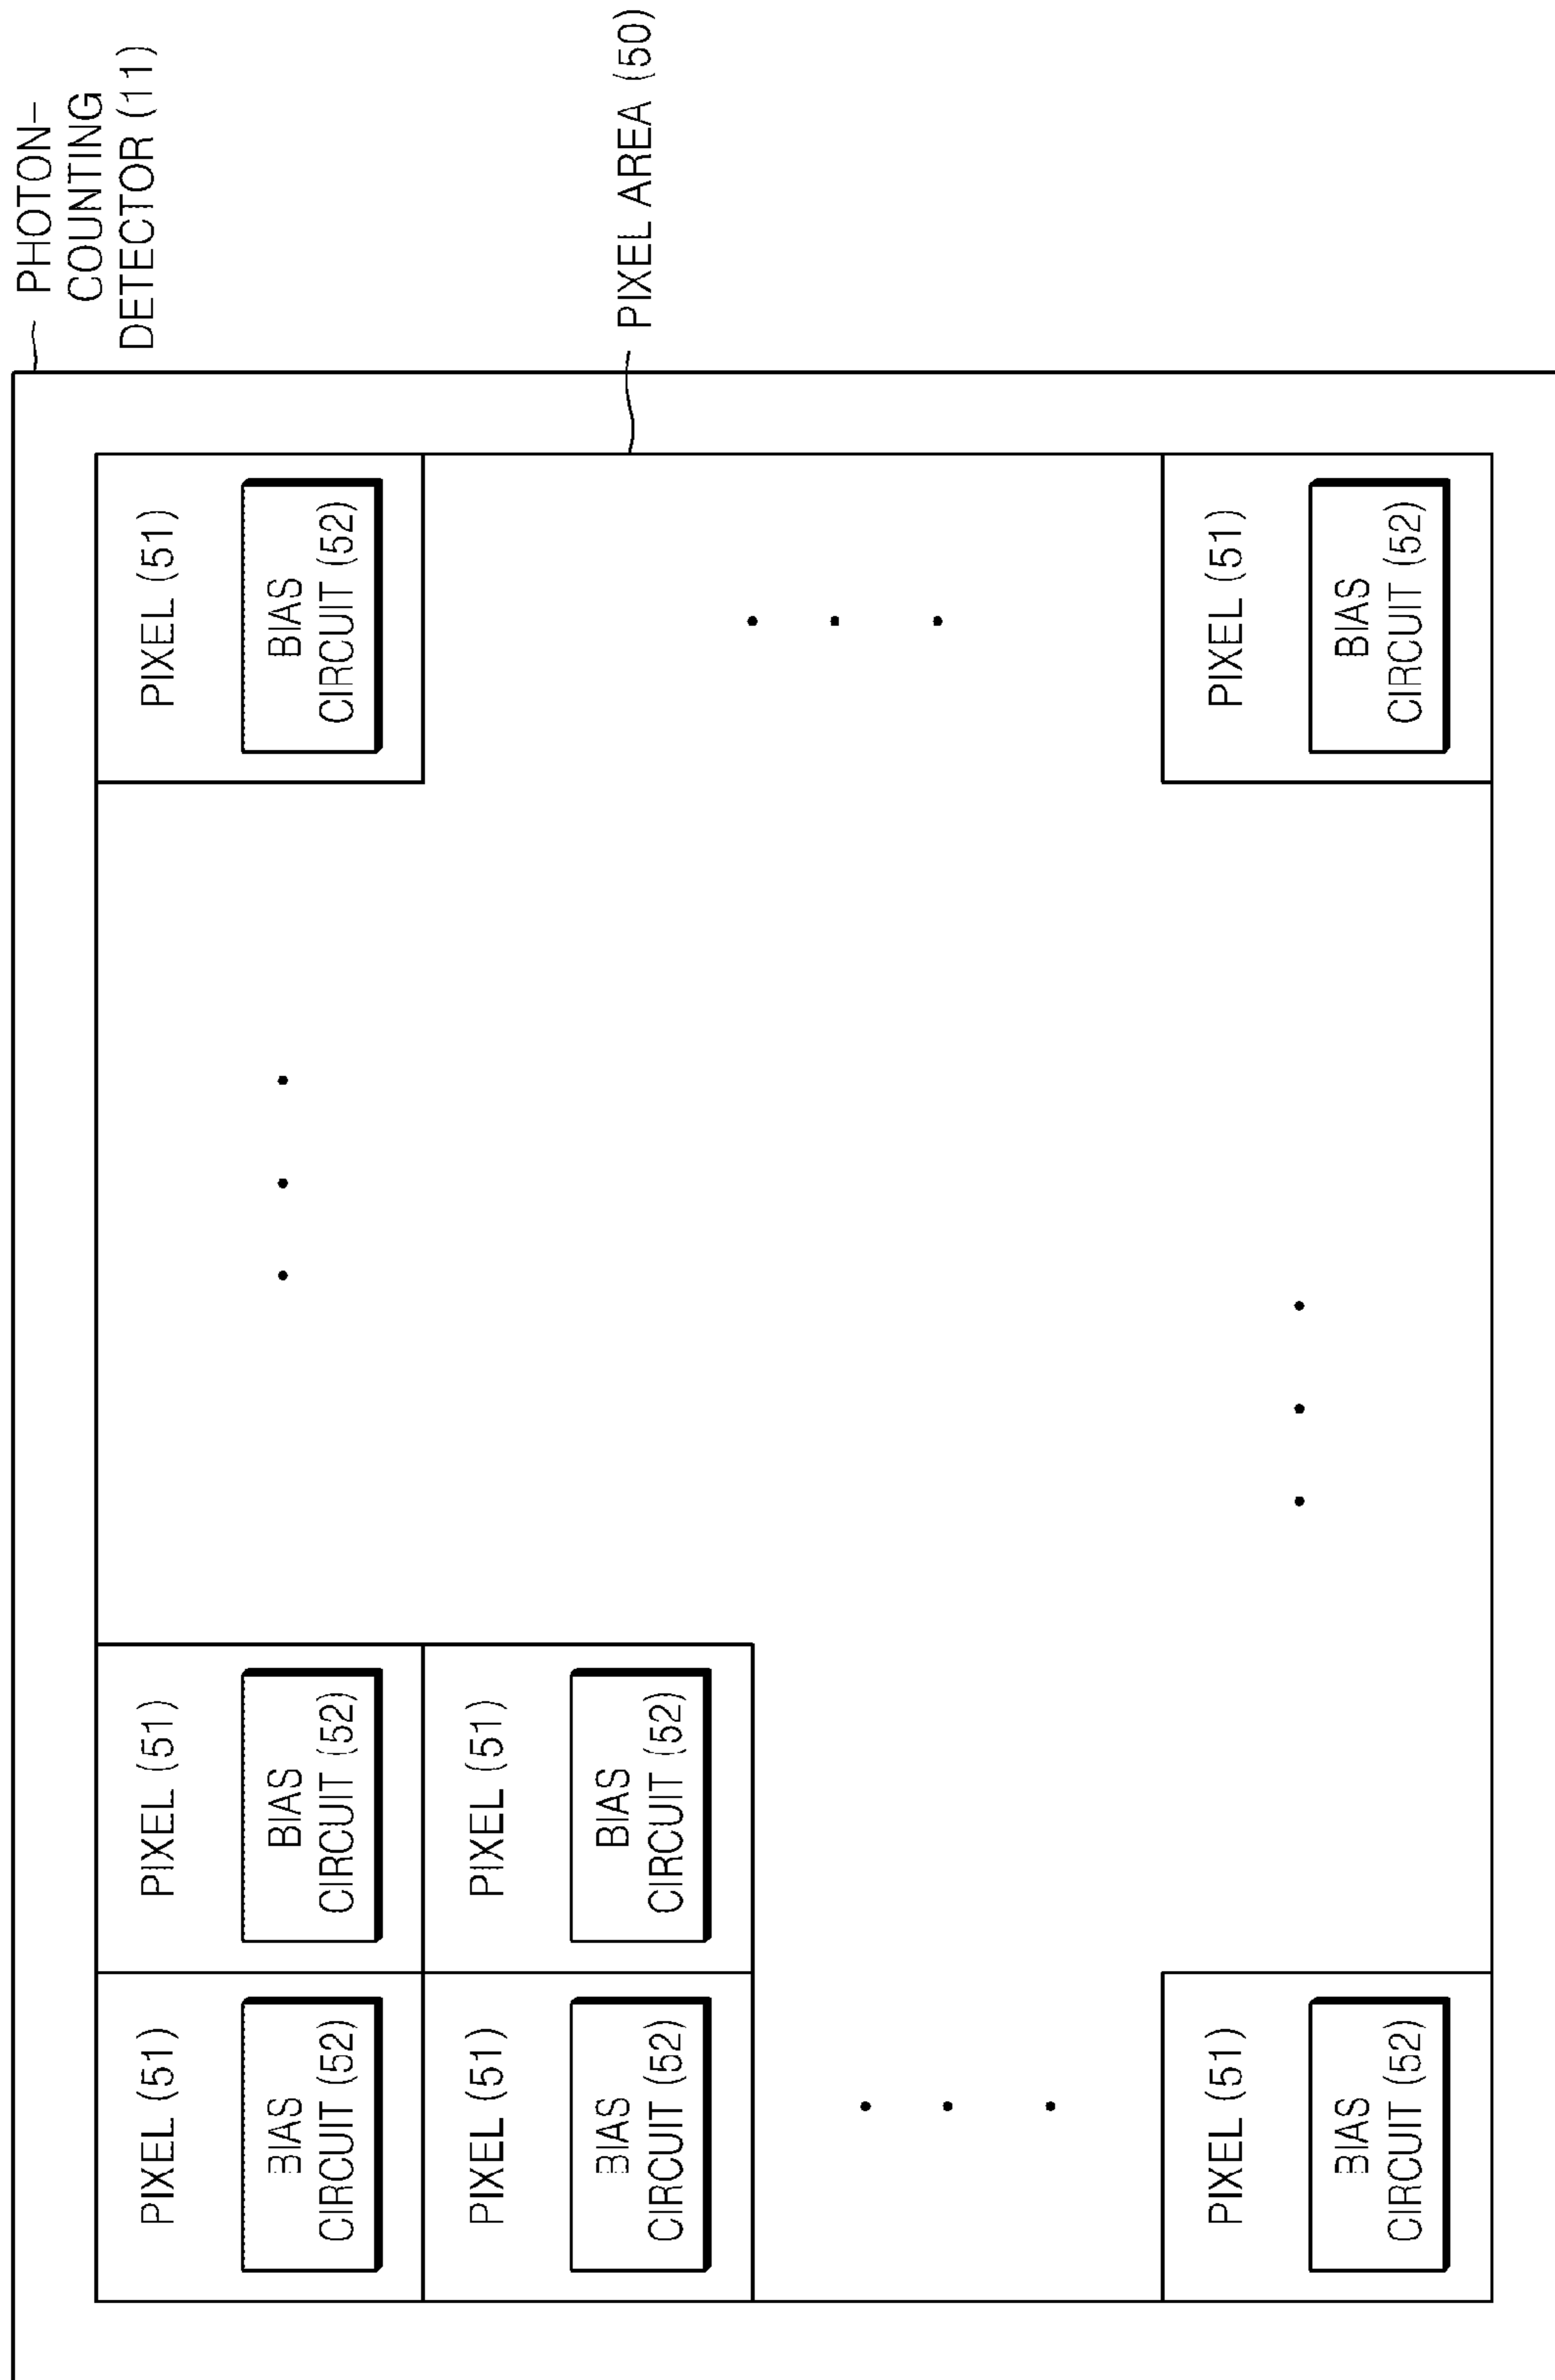 PHOTON-
COUNTING
DETECTOR (11)
PIXEL (51)
BIAS
CIRCUIT (52)
PIXEL (51)
BIAS
CIRCUIT (52)
PIXEL (51)
BIAS
CIRCUIT (52)
PIXEL (51)
BIAS
CIRCUIT (52)
PIXEL (51)
BIAS
CIRCUIT (52)
PIXEL AREA (50)
PIXEL (51)
BIAS
CIRCUIT (52)
PIXEL (51)
BIAS
CIRCUIT (52)